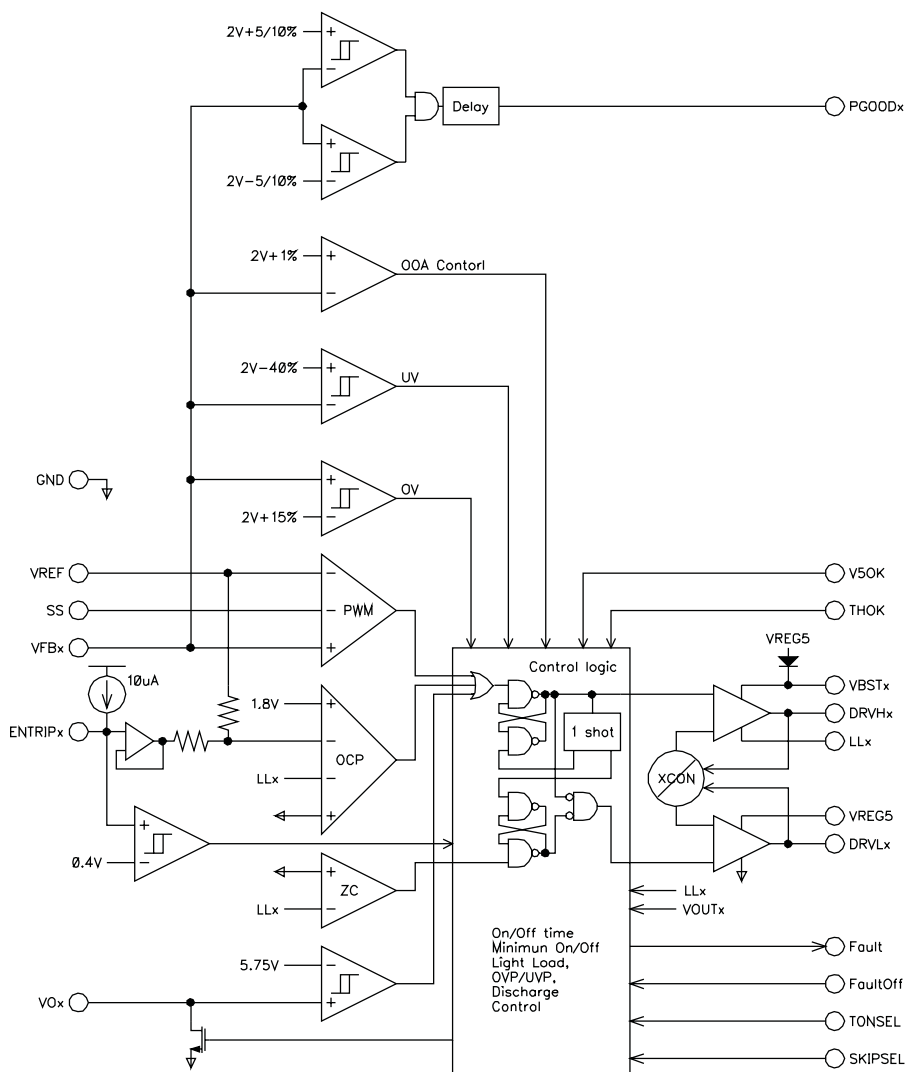 2V+5/10%
+
−
Delay
PGOODx
+
−
2V−5/10%
2V+1%
+
−
OOA Contorl
2V−40%
+
−
UV
GND
+
−
2V+15%
OV
VREF
−
SS
−
PWM
VFBx
+
V5OK
THOK
VREG5
10uA
Control logic
VBSTx
1.8V
+
DRVHx
ENTRIPx
−
1 shot
LLx
OCP
LLx
−
XCON
+
VREG5
+
0.4V
−
DRVLx
+
ZC
LLx
−
LLx
VOUTx
On/Off time
Minimun On/Off
Light Load,
OVP/UVP,
Discharge
Control
Fault
5.75V
−
FaultOff
VOx
+
TONSEL
SKIPSEL